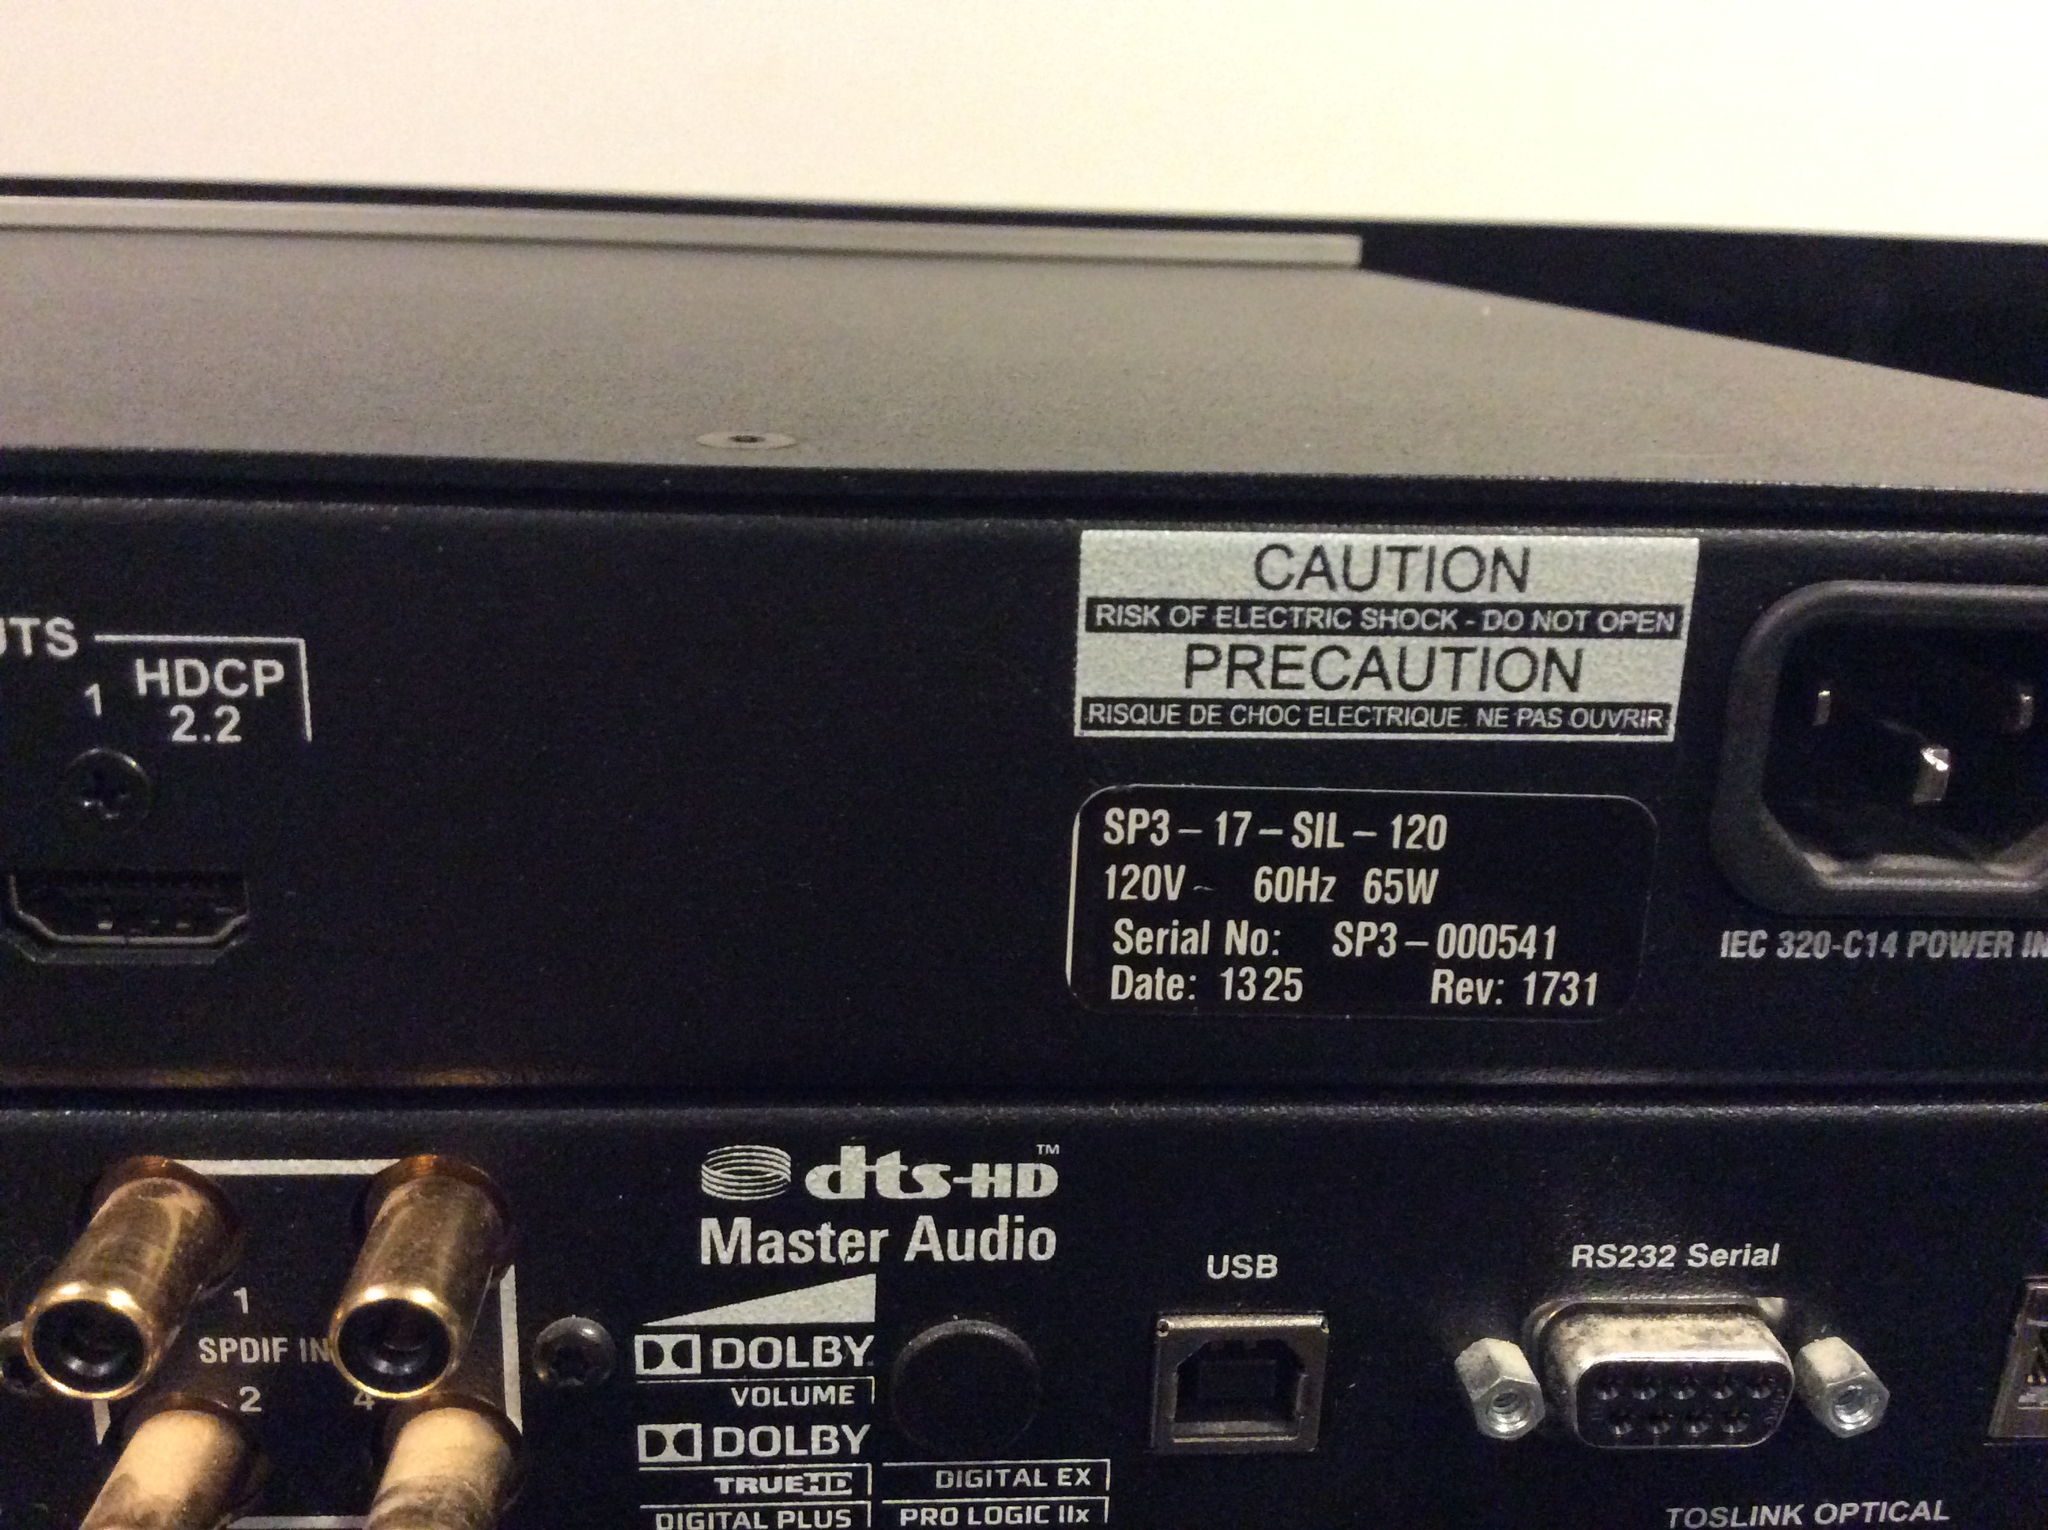 CAUTION
RISK OF ELECTRIC SHOCK - DO NOT OPEN
PRECAUTION
RISQUE DE CHOC ELECTRIQUE. NE PAS OUVRIR
UTS
1 HDCP
2.2
SP3-17-SIL-120
120V~ 60Hz 65W
Serial No: SP3-000541
Date: 1325 Rev: 1731
IEC 320-C14 POWER IN
dts-HD™
Master Audio
USB
RS232 Serial
1
SPDIF IN
2 4
DOLBY
VOLUME
DOLBY
TRUEHD
DIGITAL PLUS
DIGITAL EX
PRO LOGIC IIx
TOSLINK OPTICAL